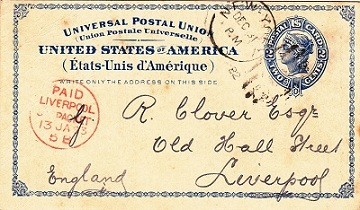 UNIVERSAL POSTAL UNION
(Union Postale Universelle)
UNITED STATES OF AMERICA
(États-Unis d'Amérique)
WRITE ONLY THE ADDRESS ON THIS SIDE
PAID
LIVERPOOL
PACKET
13 JA
R. Clover Esqr
Old Hall Street
Liverpool
England